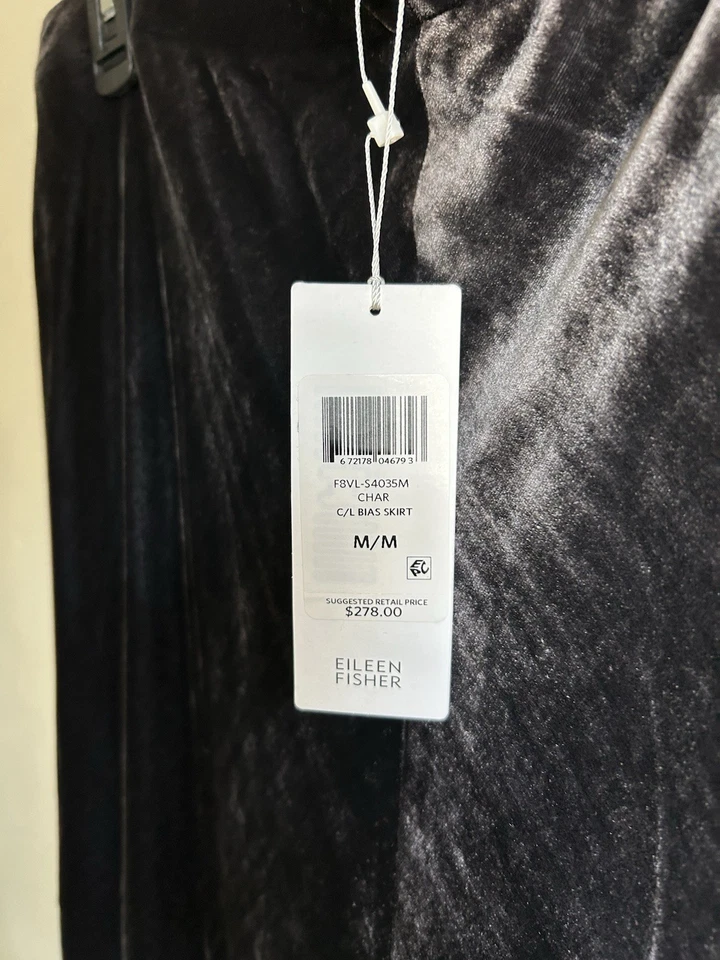 6 72178 04679 3
F8VL-S4035M
CHAR
C/L BIAS SKIRT
M/M
SUGGESTED RETAIL PRICE
$278.00
EILEEN
FISHER